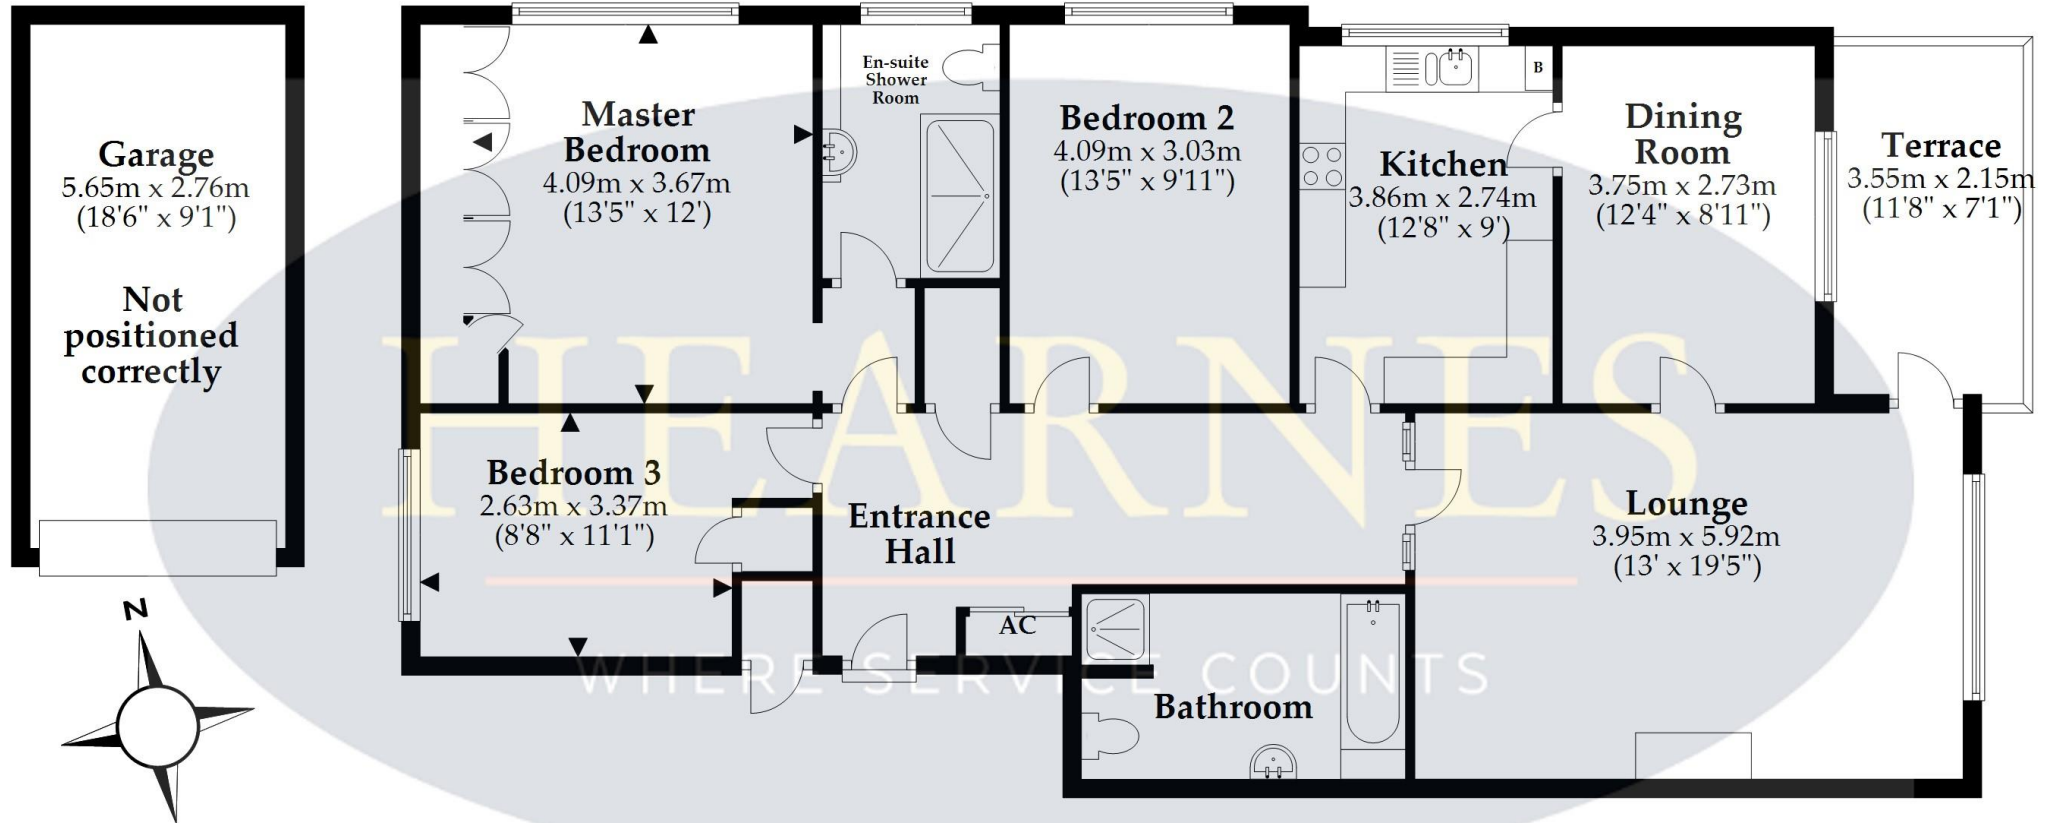 Garage
5.65m x 2.76m
(18'6" x 9'1")
Not
positioned
correctly
N
Master
Bedroom
4.09m x 3.67m
(13'5" x 12')
En-suite
Shower
Room
Bedroom 2
4.09m x 3.03m
(13'5" x 9'11")
B
Kitchen
3.86m x 2.74m
(12'8" x 9')
Dining
Room
3.75m x 2.73m
(12'4" x 8'11")
Terrace
3.55m x 2.15m
(11'8" x 7'1")
HEARNES
Bedroom 3
2.63m x 3.37m
(8'8" x 11'1")
Entrance
Hall
Lounge
3.95m x 5.92m
(13' x 19'5")
AC
WHERE SERVICE COUNTS
Bathroom